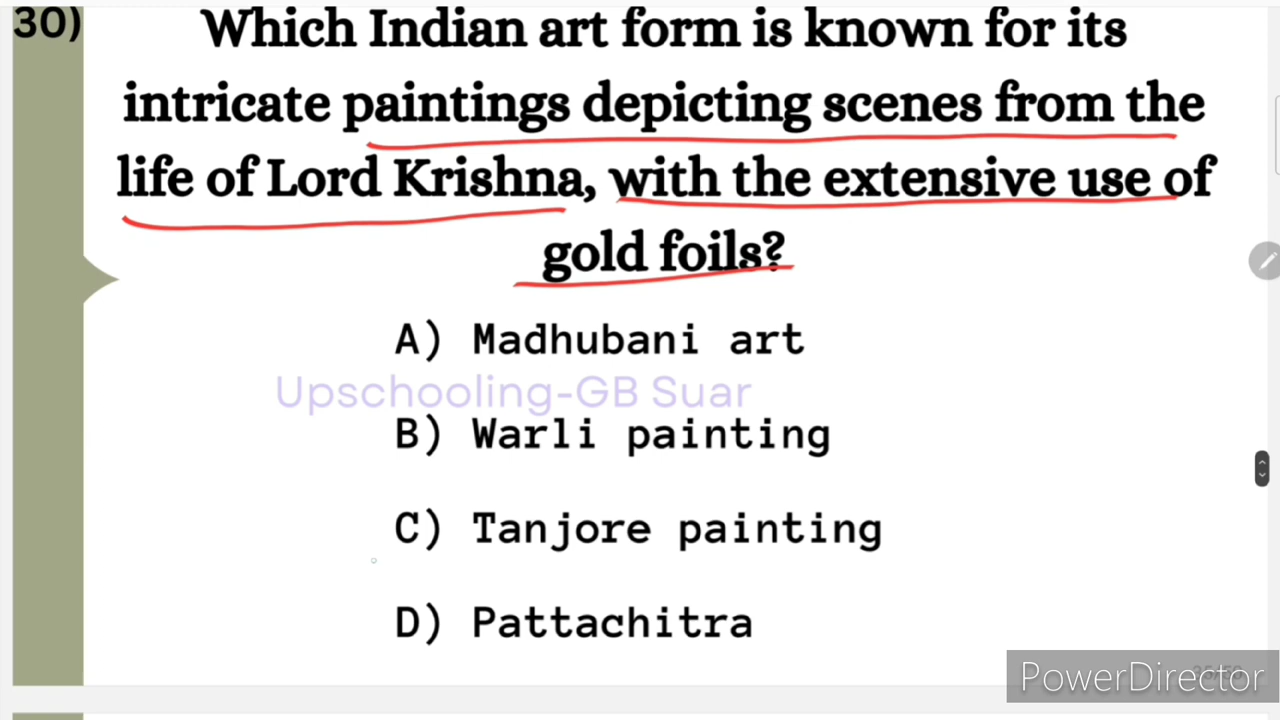 30)
Which Indian art form is known for its
intricate paintings depicting scenes from the
life of Lord Krishna, with the extensive use of
gold foils?
A) Madhubani art
Upschooling-GB Suar
B) Warli painting
C) Tanjore painting
D) Pattachitra
PowerDirector